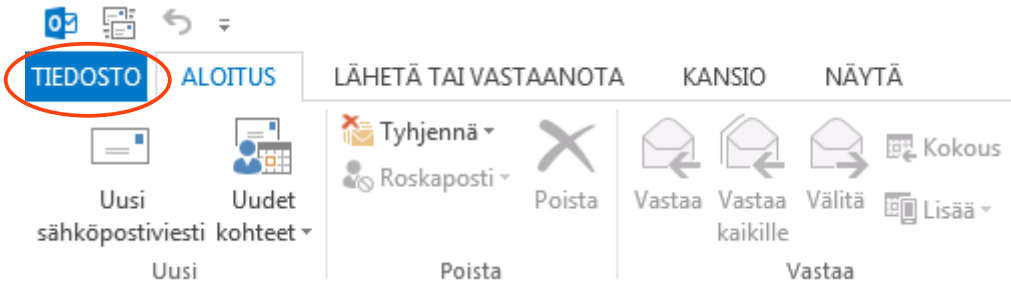 TIEDOSTO ALOITUS LÄHETÄ TAI VASTAANOTA KANSIO NÄYTÄ
Uusi
sähköpostiviesti
Uudet
kohteet
Uusi
Tyhjennä
Roskaposti
Poista
Poista
Vastaa
Vastaa
kaikille
Välitä
Kokous
Lisää
Vastaa